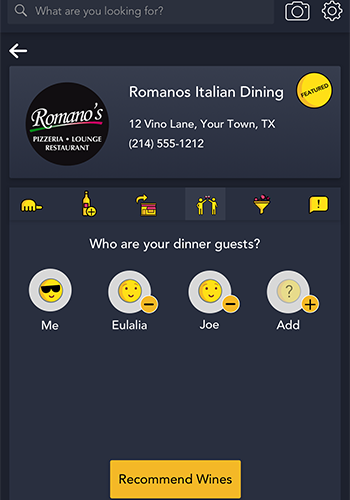 What are you looking for?
Romano's
PIZZERIA • LOUNGE
RESTAURANT
Romanos Italian Dining
FEATURED
12 Vino Lane, Your Town, TX
(214) 555-1212
Who are your dinner guests?
Me Eulalia Joe Add
Recommend Wines